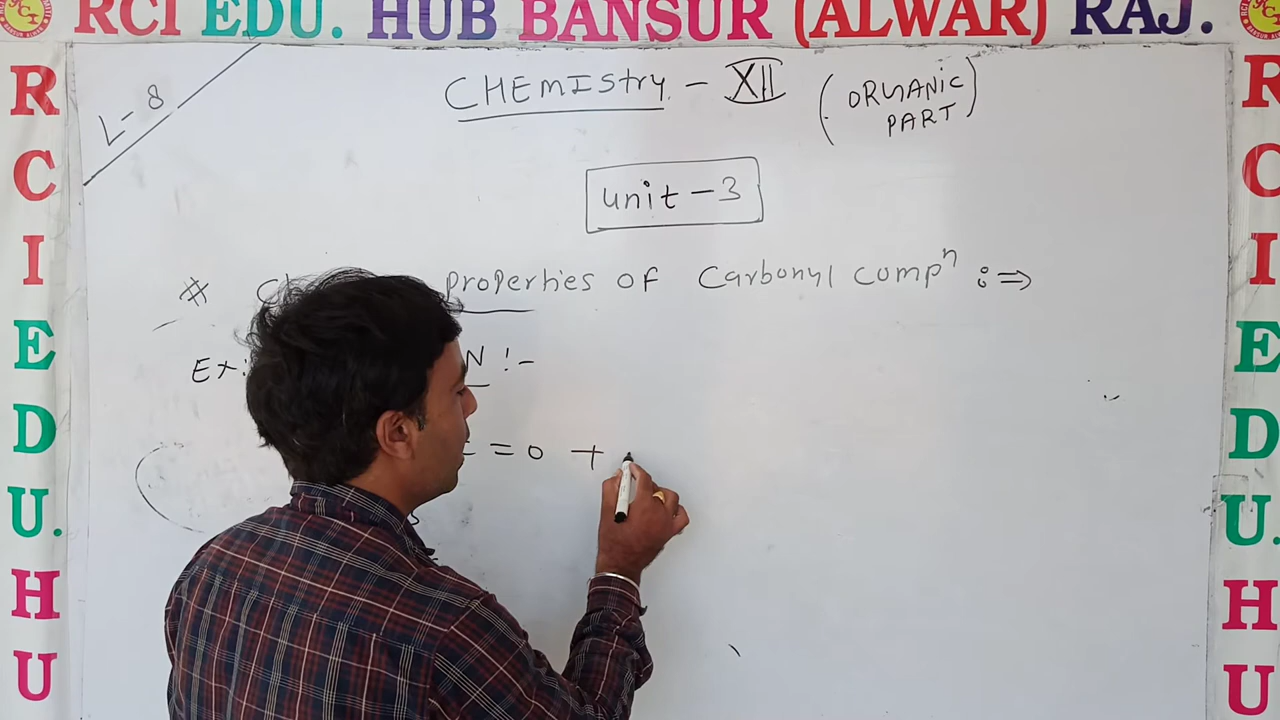 RCI EDU. HUB BANSUR (ALWAR) RAJ.
R
C
I
E
D
U.
H
U
L-8
CHEMIStry - XII (ORGANIC
PART)
unit - 3
# properties of Carbonyl compⁿ :⇒
Ex: N :-
= O +
R
C
I
E
D
U.
H
U